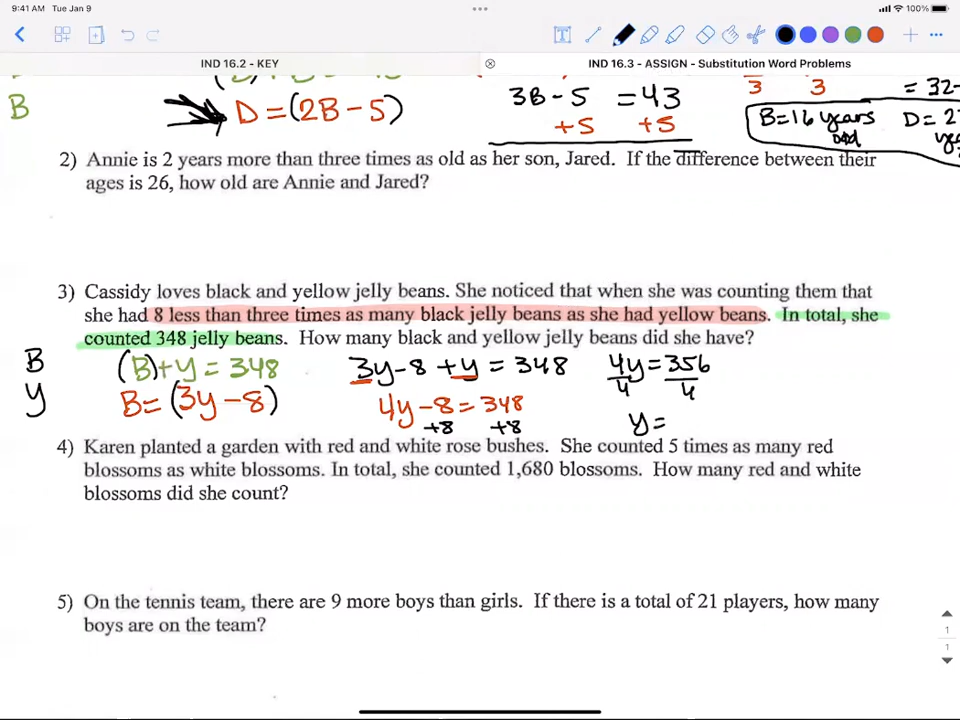 9:41 AM Tue Jan 9
100%
IND 16.2 - KEY
IND 16.3 - ASSIGN - Substitution Word Problems
B
D = (2B - 5)
3B - 5 = 43
+5 +5
3 3
= 32-
B = 16 years old
D = 2
2) Annie is 2 years more than three times as old as her son, Jared. If the difference between their
ages is 26, how old are Annie and Jared?
3) Cassidy loves black and yellow jelly beans. She noticed that when she was counting them that
she had 8 less than three times as many black jelly beans as she had yellow beans. In total, she
counted 348 jelly beans. How many black and yellow jelly beans did she have?
B
(B) + y = 348
3y - 8 + y = 348
4y = 356
4 4
y
B = (3y - 8)
4y - 8 = 348
+8 +8
y =
4) Karen planted a garden with red and white rose bushes. She counted 5 times as many red
blossoms as white blossoms. In total, she counted 1,680 blossoms. How many red and white
blossoms did she count?
5) On the tennis team, there are 9 more boys than girls. If there is a total of 21 players, how many
boys are on the team?
1
1